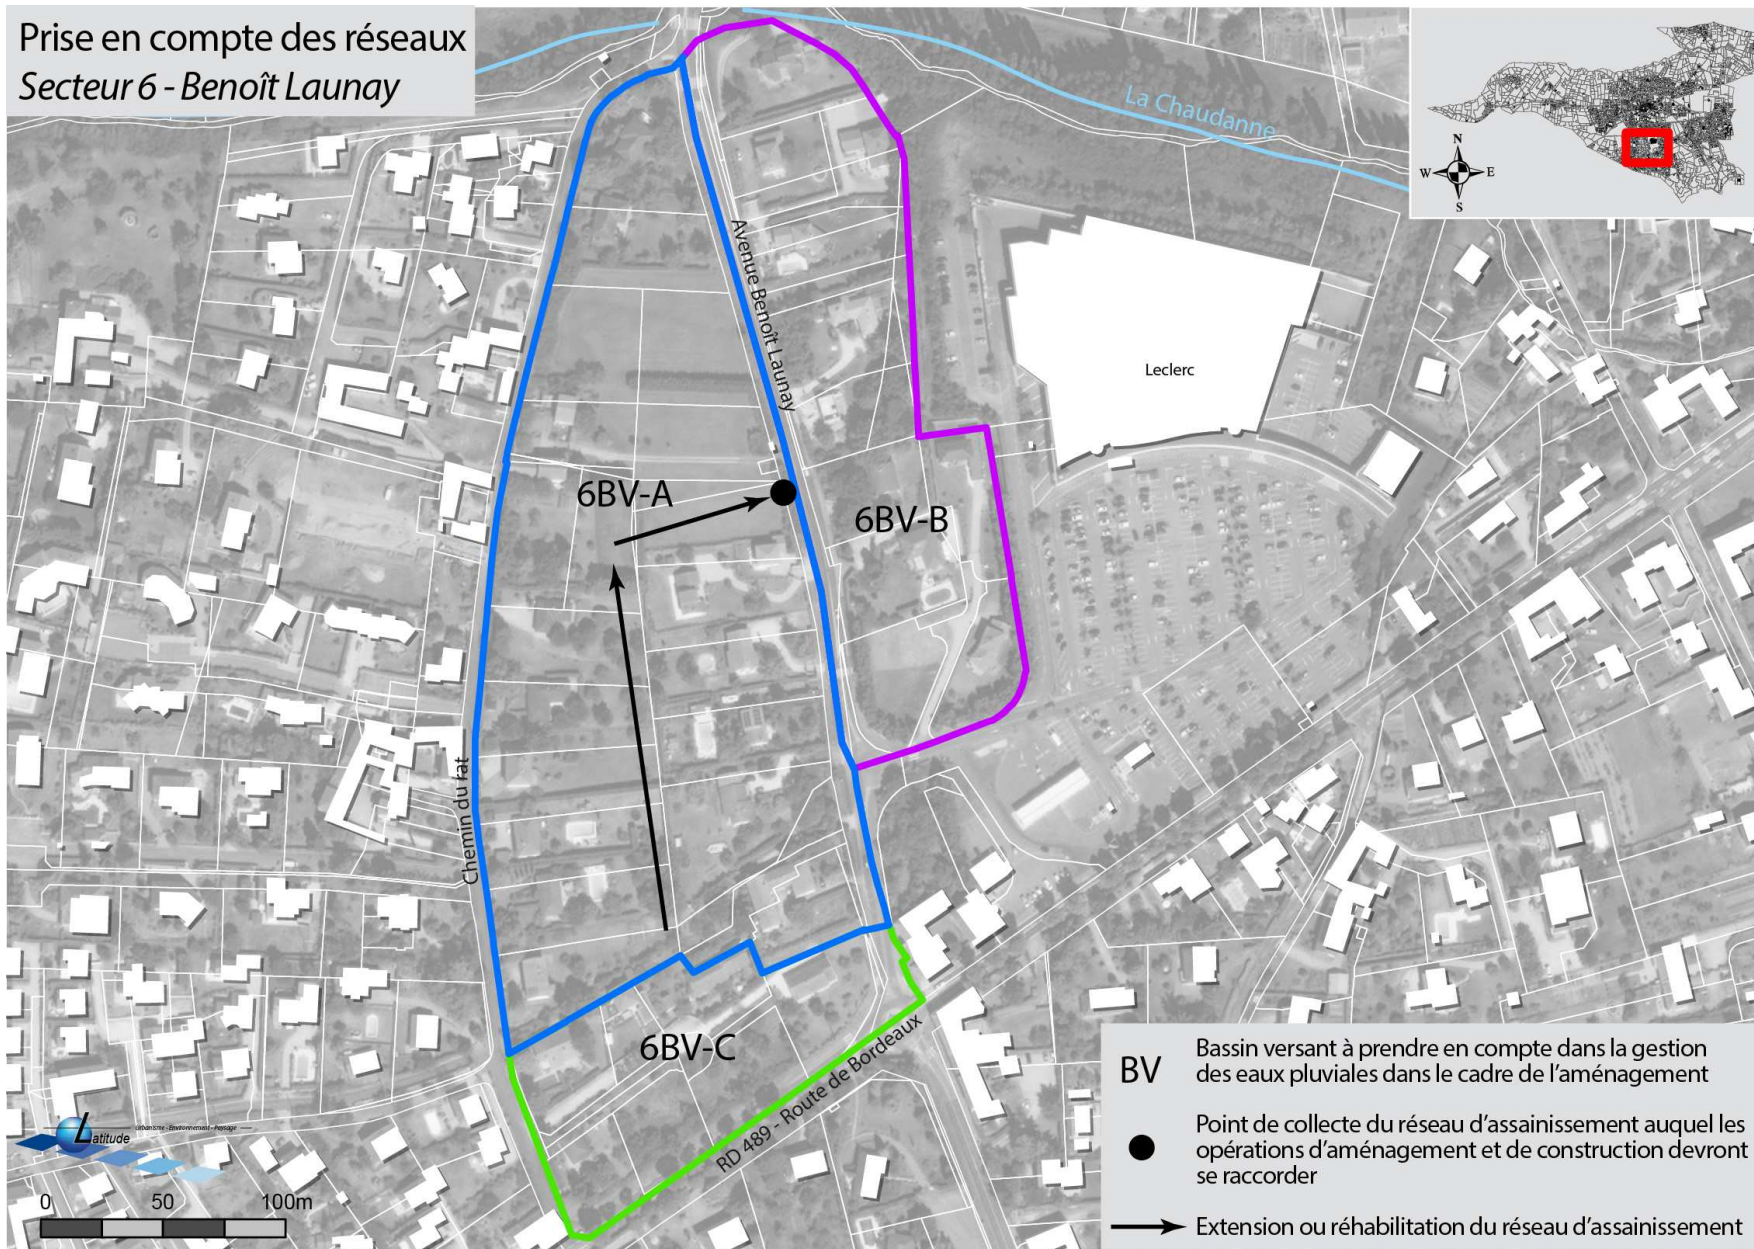 Prise en compte des réseaux
Secteur 6 - Benoît Launay
La Chaudanne
N
W
E
S
Avenue Benoît Launay
Leclerc
6BV-A
6BV-B
Chemin du rat
6BV-C
RD 489 - Route de Bordeaux
Latitude
Urbanisme - Environnement - Paysage
0 50 100m
BV
Bassin versant à prendre en compte dans la gestion
des eaux pluviales dans le cadre de l’aménagement
Point de collecte du réseau d’assainissement auquel les
opérations d’aménagement et de construction devront
se raccorder
Extension ou réhabilitation du réseau d’assainissement